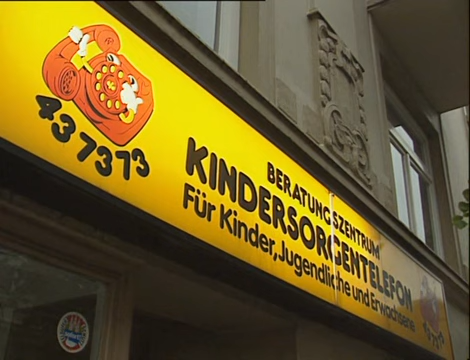 437373
BERATUNGSZENTRUM
KINDERSORGENTELEFON
Für Kinder, Jugendliche und Erwachsene